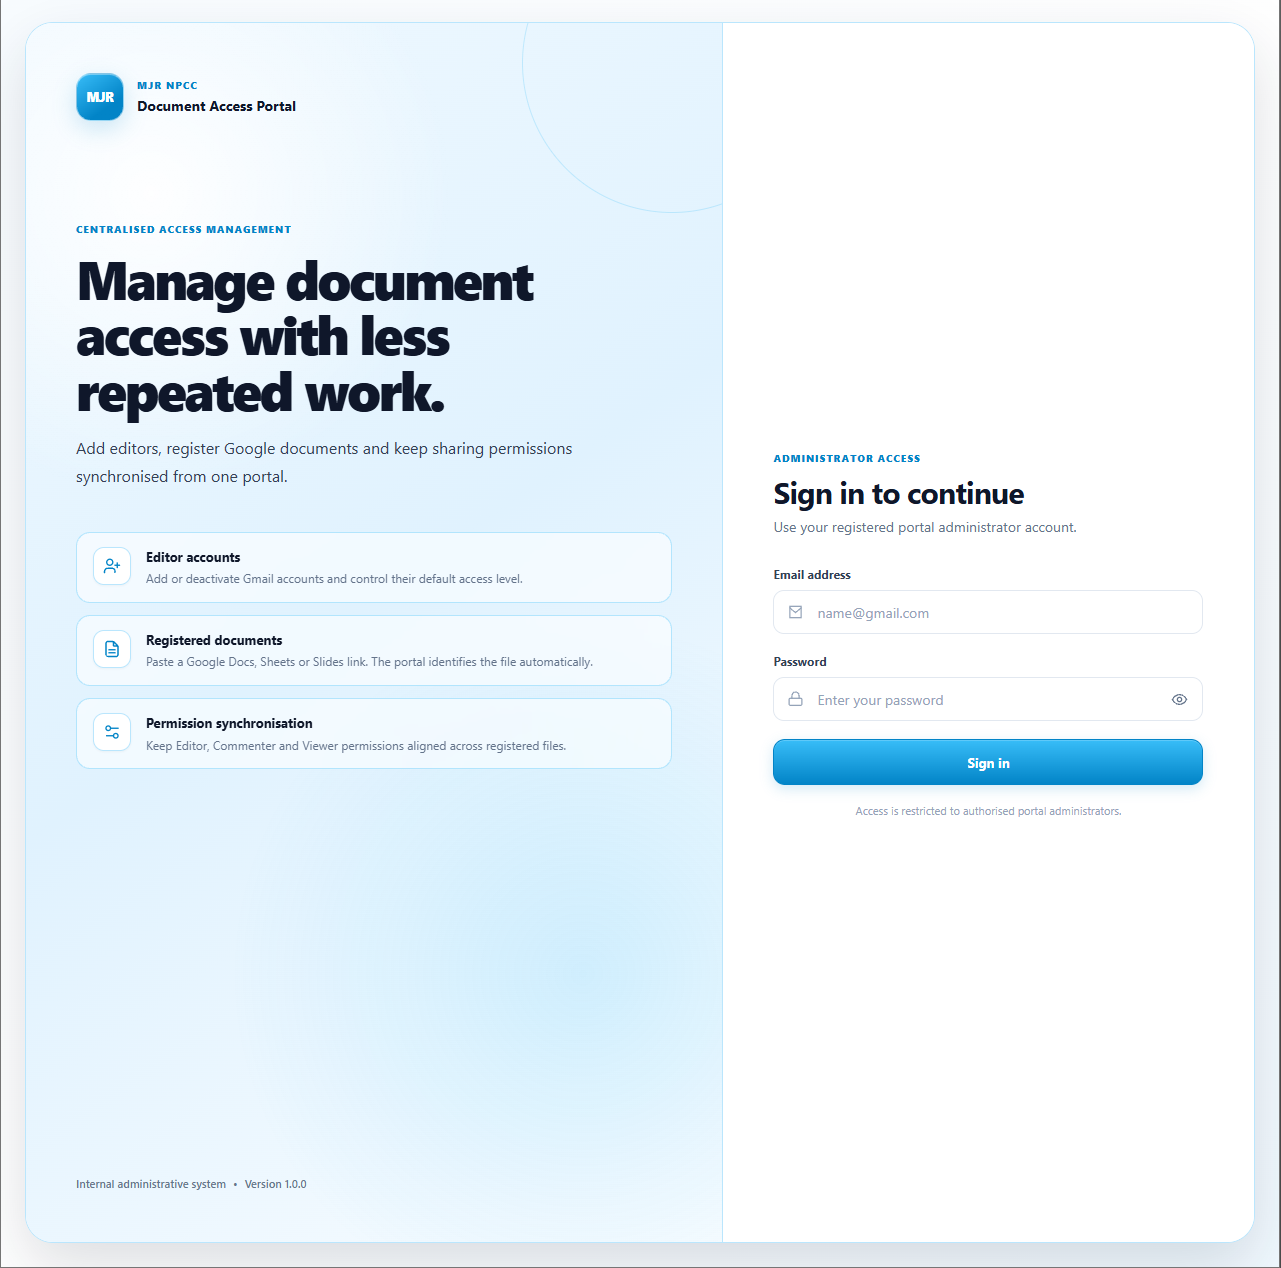 MJR
MJR NPCC
Document Access Portal
CENTRALISED ACCESS MANAGEMENT
Manage document
access with less
repeated work.
Add editors, register Google documents and keep sharing permissions
synchronised from one portal.
Editor accounts
Add or deactivate Gmail accounts and control their default access level.
Registered documents
Paste a Google Docs, Sheets or Slides link. The portal identifies the file automatically.
Permission synchronisation
Keep Editor, Commenter and Viewer permissions aligned across registered files.
Internal administrative system • Version 1.0.0
ADMINISTRATOR ACCESS
Sign in to continue
Use your registered portal administrator account.
Email address
name@gmail.com
Password
Enter your password
Sign in
Access is restricted to authorised portal administrators.